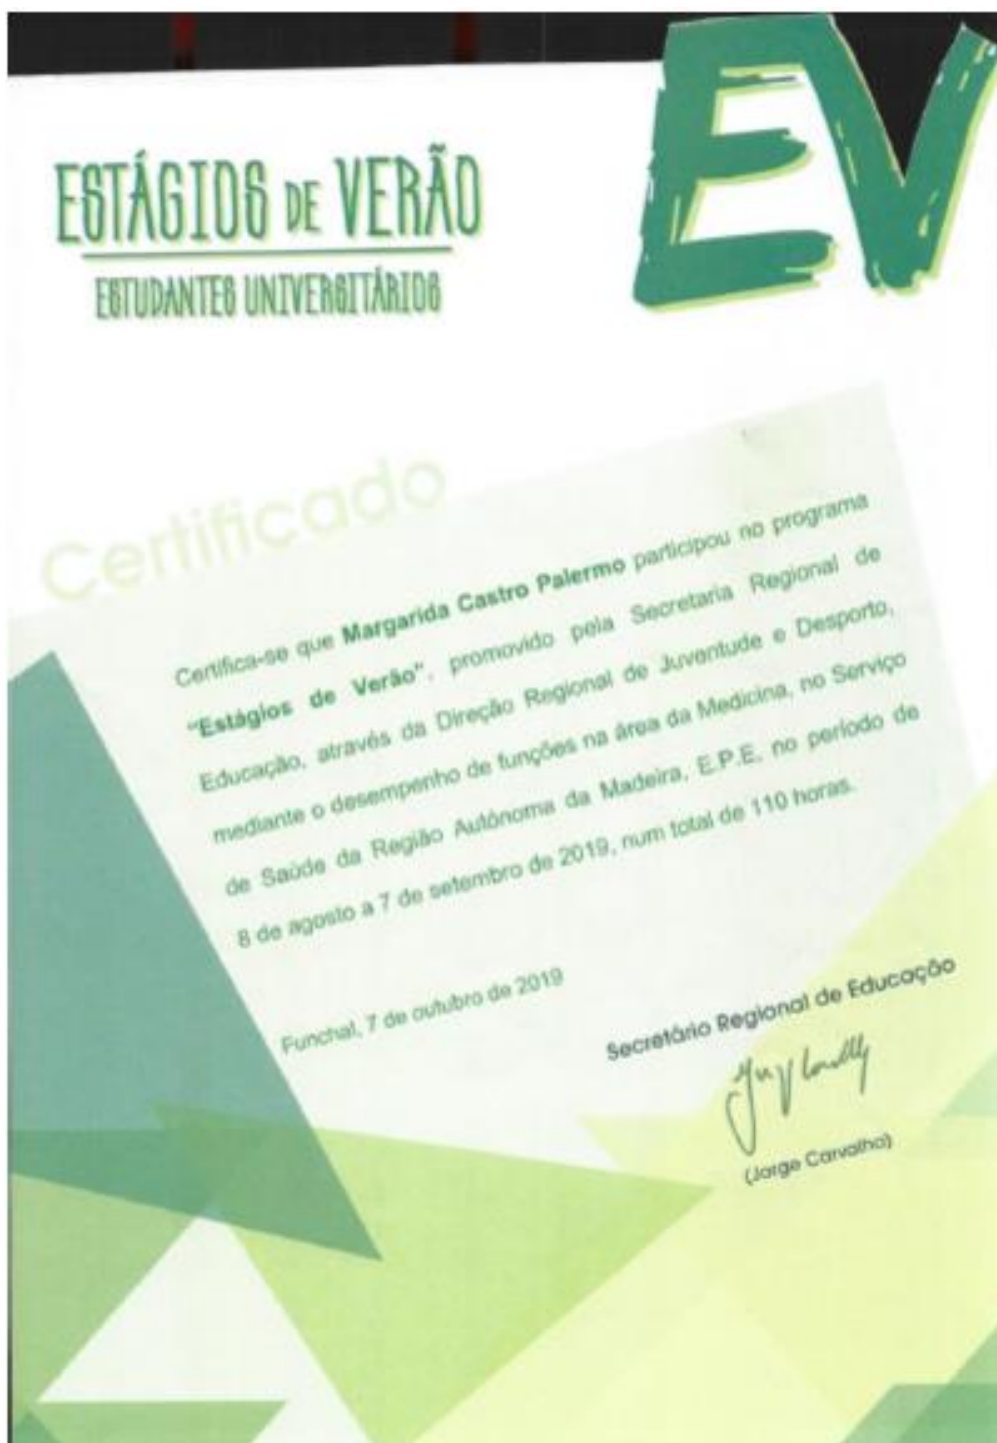 EV
ESTÁGIOS DE VERÃO
ESTUDANTES UNIVERSITÁRIOS
Certificado
Certifica-se que Margarida Castro Palermo participou no programa
"Estágios de Verão", promovido pela Secretaria Regional de
Educação, através da Direção Regional de Juventude e Desporto,
mediante o desempenho de funções na área da Medicina, no Serviço
de Saúde da Região Autónoma da Madeira, E.P.E. no período de
8 de agosto a 7 de setembro de 2019, num total de 110 horas.
Funchal, 7 de outubro de 2019
Secretário Regional de Educação
(Jorge Carvalho)